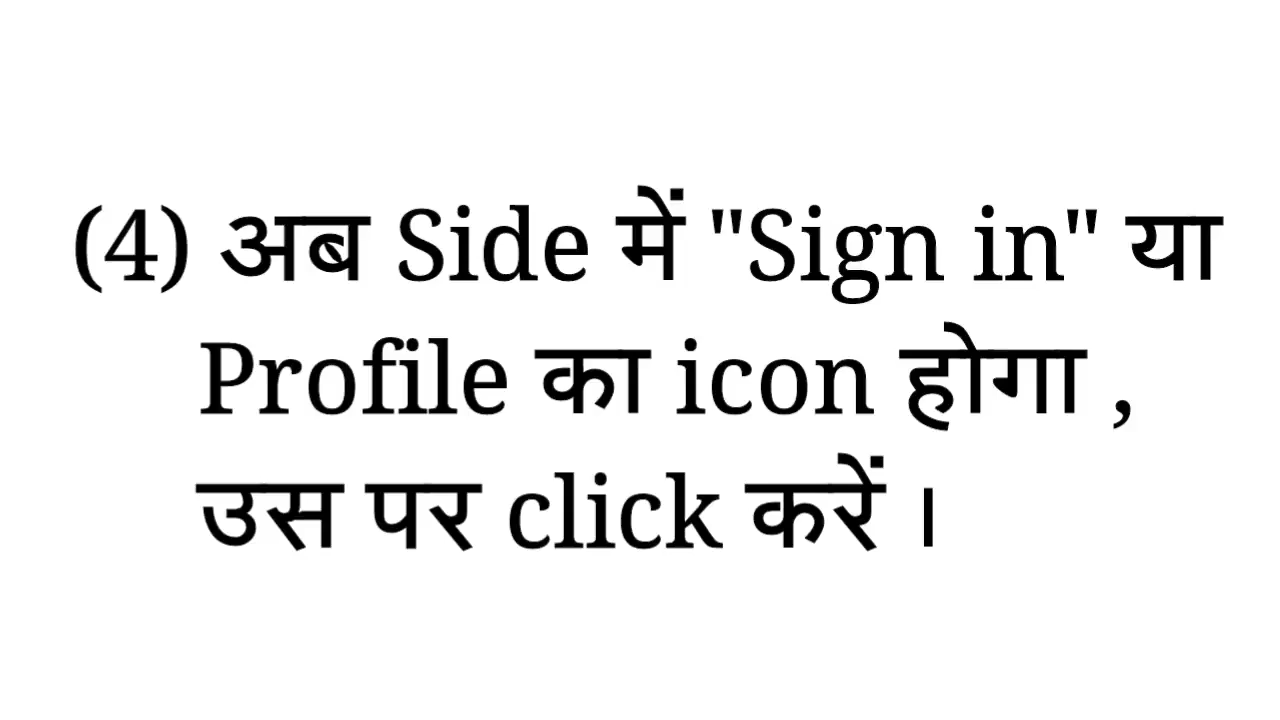 (4) अब Side में "Sign in" या
Profile का icon होगा ,
उस पर click करें ।